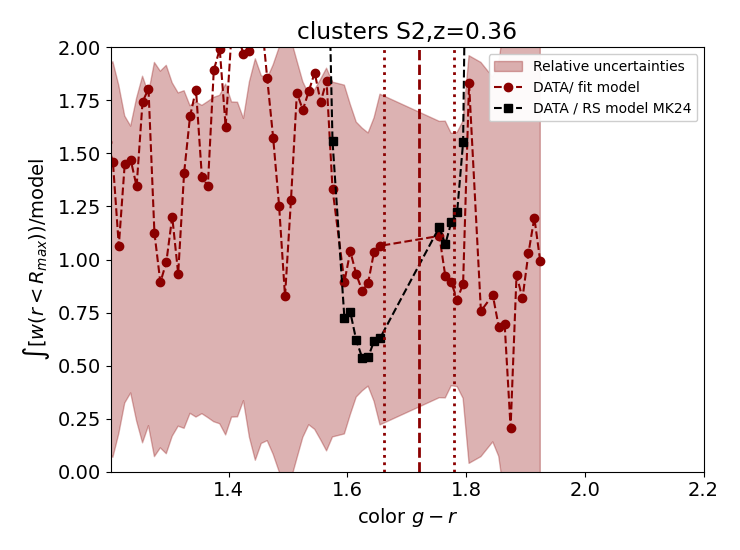 clusters S2,z=0.36
∫[w(r < R_{max}))/model
2.00
1.75
1.50
1.25
1.00
0.75
0.50
0.25
0.00
Relative uncertainties
DATA/ fit model
DATA / RS model MK24
1.4 1.6 1.8 2.0 2.2
color g − r